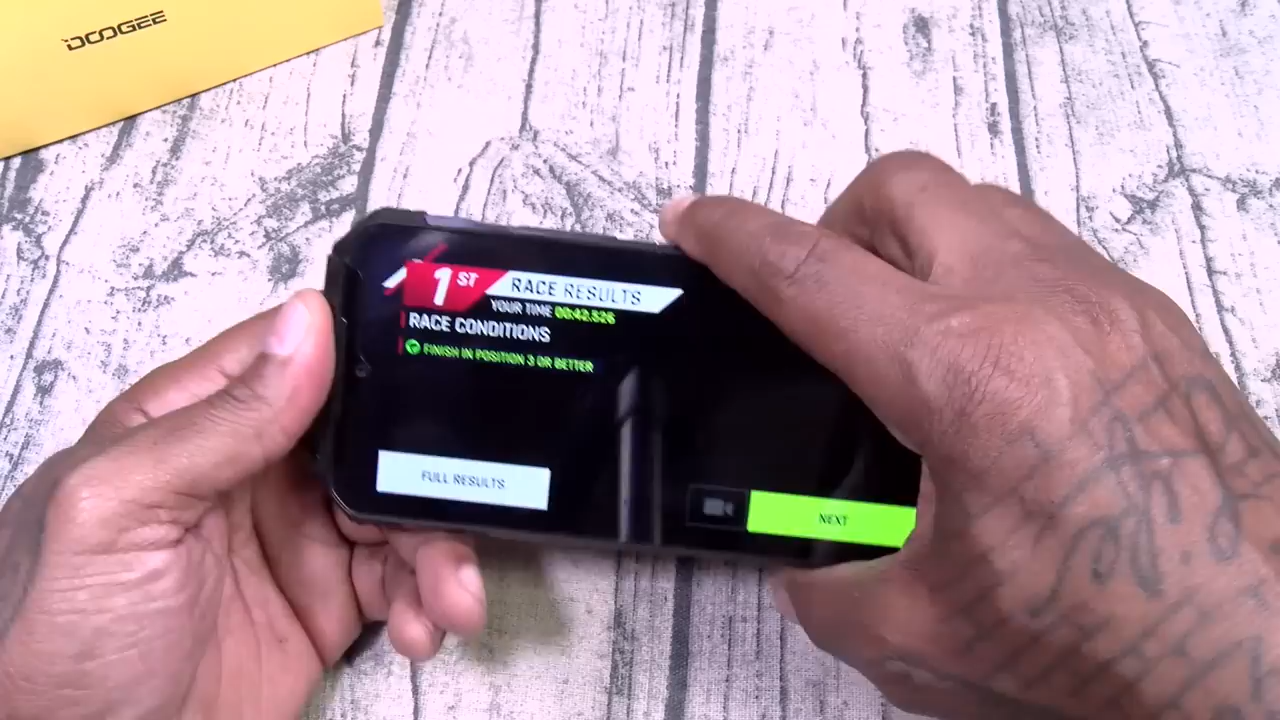 DOOGEE
1ST RACE RESULTS
YOUR TIME 00:42.526
RACE CONDITIONS
FINISH IN POSITION 3 OR BETTER
FULL RESULTS
NEXT